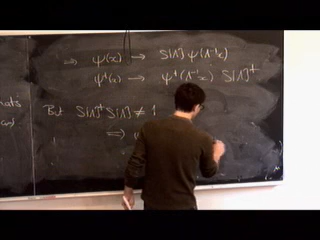 ⇒ ψ(x) → S[Λ] ψ(Λ⁻¹x)
ψ†(x) → ψ†(Λ⁻¹x) S[Λ]†
But S[Λ]† S[Λ] ≠ 1
⇒